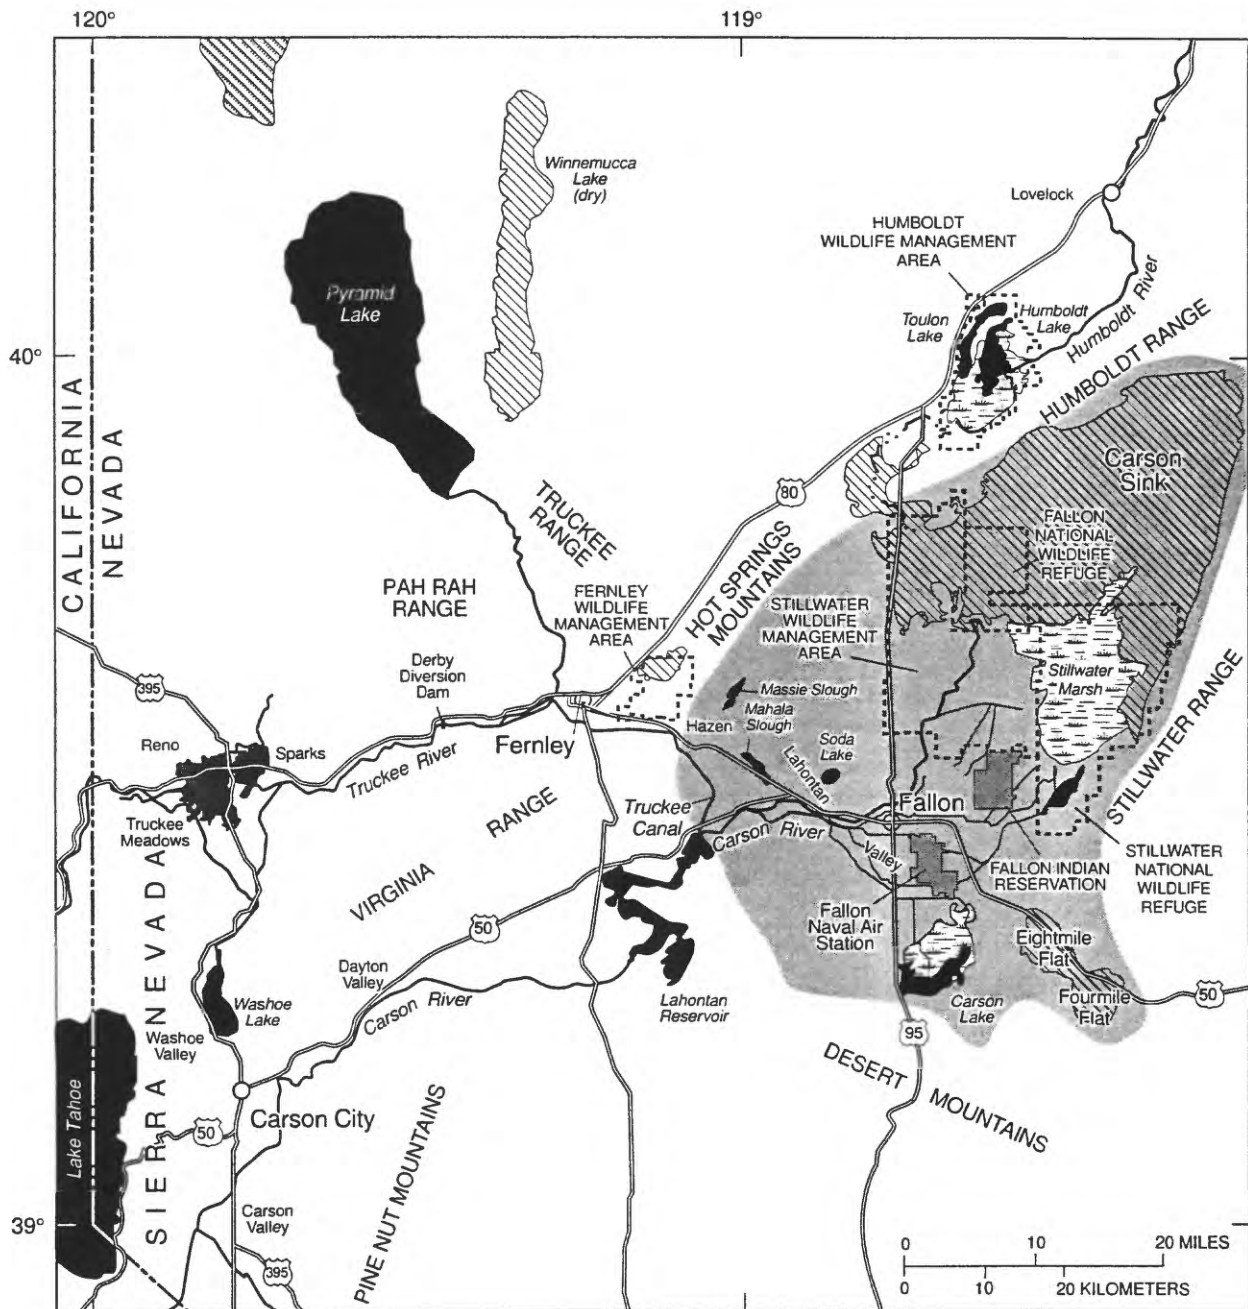 120°
119°
Winnemucca
Lake
(dry)
Lovelock
HUMBOLDT
WILDLIFE MANAGEMENT
AREA
Pyramid
Lake
Toulon
Lake
Humboldt
Lake
Humboldt River
HUMBOLDT RANGE
40°
CALIFORNIA
NEVADA
Carson
Sink
80
TRUCKEE
RANGE
FALLON
NATIONAL
WILDLIFE
REFUGE
HOT SPRINGS
MOUNTAINS
PAH RAH
RANGE
FERNLEY
WILDLIFE
MANAGEMENT
AREA
STILLWATER
WILDLIFE
MANAGEMENT
AREA
Stillwater
Marsh
STILLWATER RANGE
395
Derby
Diversion
Dam
Massie Slough
Mahala
Slough
Hazen
Reno
Sparks
Fernley
Soda
Lake
Truckee River
Lahontan
Valley
Fallon
Truckee
Meadows
Truckee
Canal
Carson River
VIRGINIA RANGE
FALLON INDIAN
RESERVATION
STILLWATER
NATIONAL
WILDLIFE
REFUGE
SIERRA NEVADA
Fallon
Naval Air
Station
Eightmile
Flat
50
Dayton
Valley
Carson River
Washoe
Lake
Lahontan
Reservoir
Carson
Lake
Fourmile
Flat
50
Washoe
Valley
95
DESERT MOUNTAINS
Lake Tahoe
50
Carson City
PINE NUT MOUNTAINS
Carson
Valley
39°
395
0 10 20 MILES
0 10 20 KILOMETERS